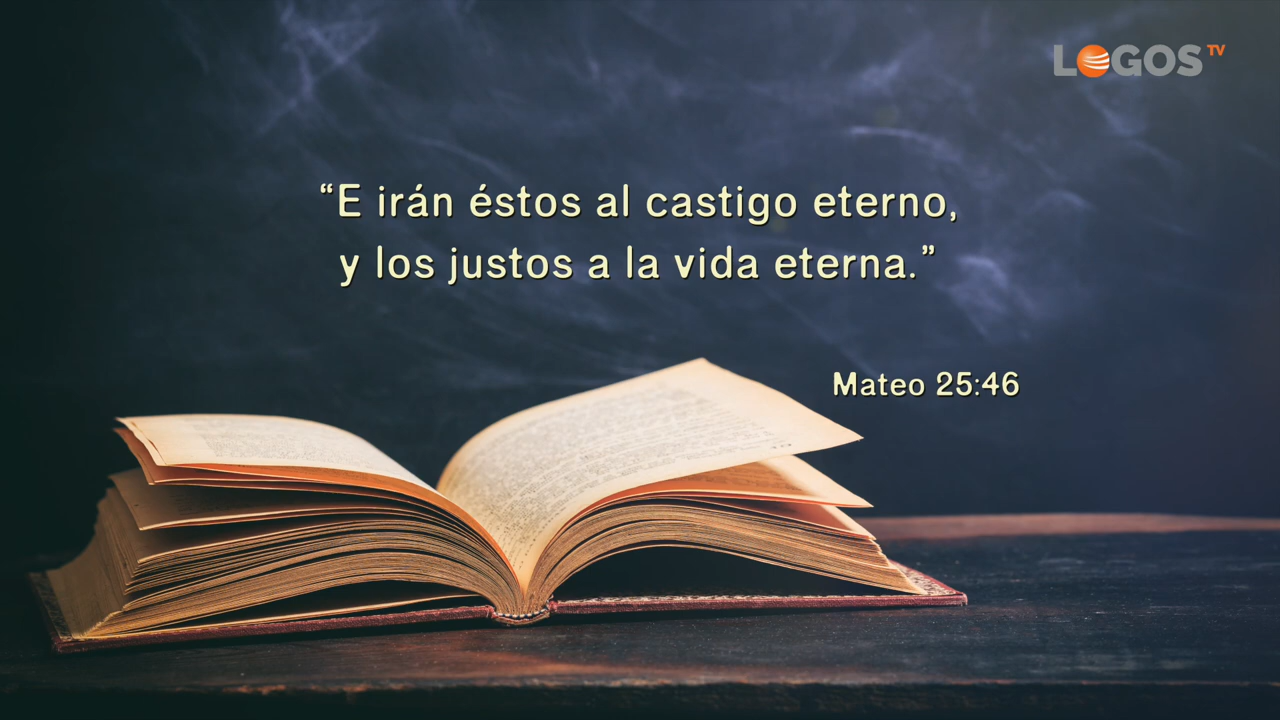 LOGOS TV
“E irán éstos al castigo eterno,
y los justos a la vida eterna.”
Mateo 25:46